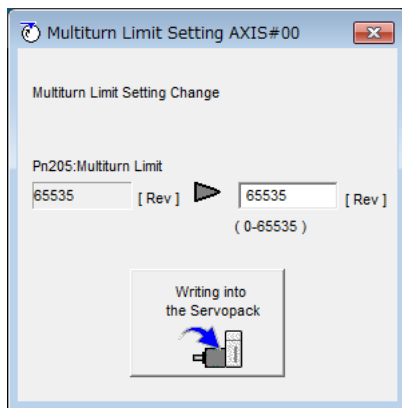 Multiturn Limit Setting AXIS#00
Multiturn Limit Setting Change
Pn205:Multiturn Limit
65535 [ Rev ] 65535 [ Rev ]
( 0-65535 )
Writing into
the Servopack